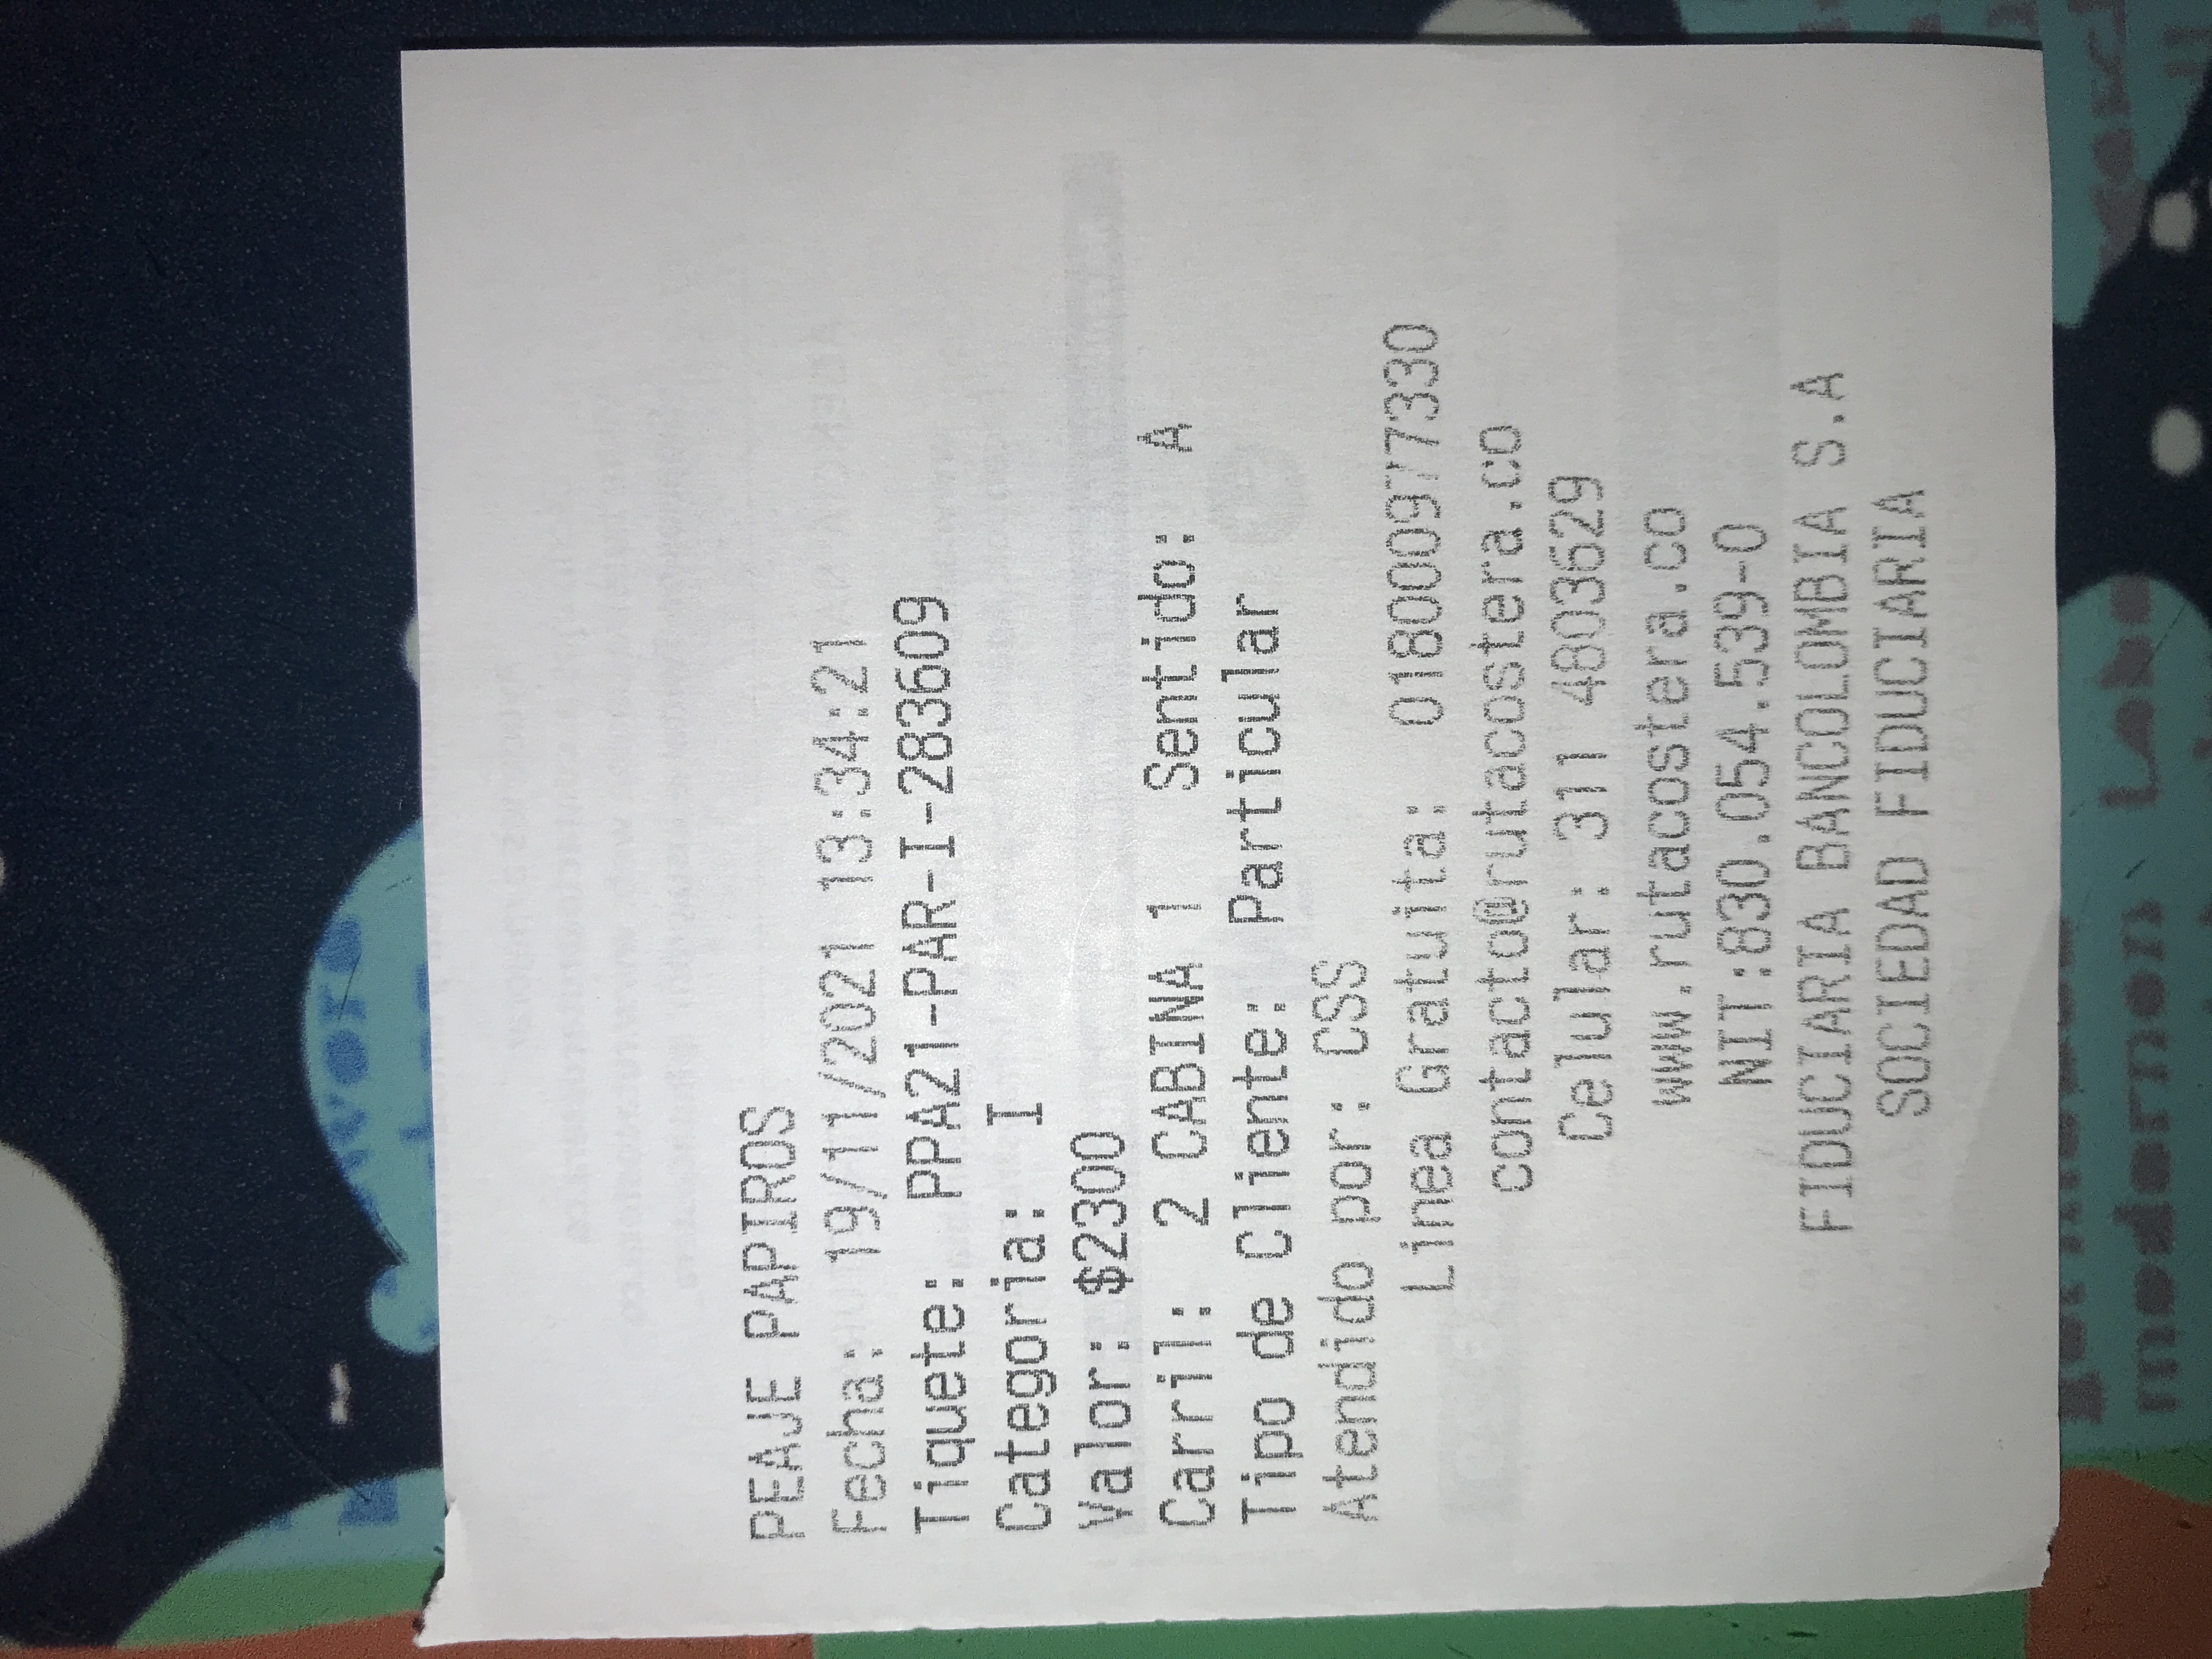 PEAJE PAPIROS
Fecha: 19/11/2021 13:34:21
Tiquete: PPA21-PAR-I-283609
Categoria: I
Valor: $2300
Carril: 2 CABINA 1 Sentido: A
Tipo de Cliente: Particular
Atendido por: CSS
Linea Gratuita: 018000977330
contacto@rutacostera.co
Celular: 311 4803629
www.rutacostera.co
NIT:830.054.539-0
FIDUCIARIA BANCOLOMBIA S.A
SOCIEDAD FIDUCIARIA